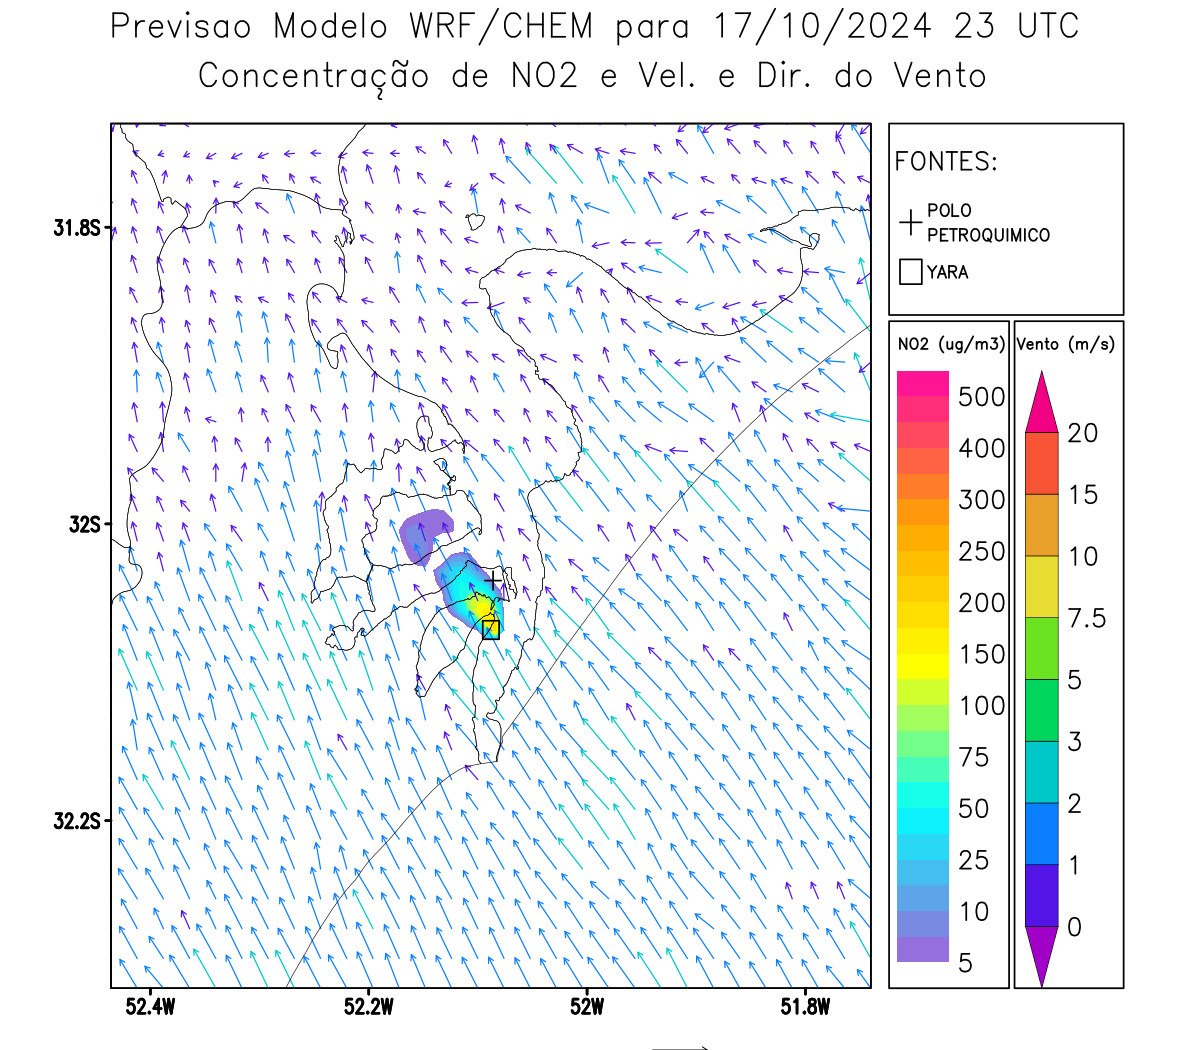 Previsao Modelo WRF/CHEM para 17/10/2024 23 UTC
Concentração de NO2 e Vel. e Dir. do Vento
FONTES:
POLO
PETROQUIMICO
YARA
NO2 (ug/m3)
500
400
300
250
200
150
100
75
50
25
10
5
Vento (m/s)
20
15
10
7.5
5
3
2
1
0
31.8S
32S
32.2S
52.4W 52.2W 52W 51.8W